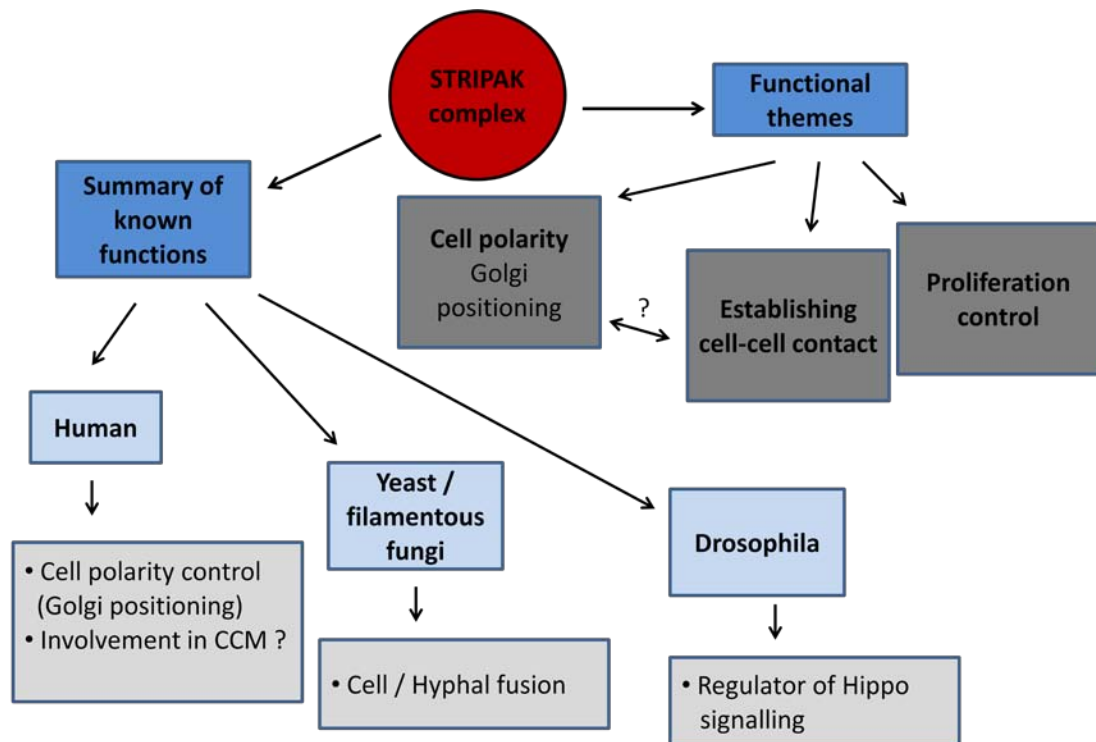 STRIPAK
complex
Functional
themes
Summary of
known
functions
Cell polarity
Golgi
positioning
?
Establishing
cell-cell contact
Proliferation
control
Human
Yeast /
filamentous
fungi
Drosophila
• Cell polarity control
(Golgi positioning)
• Involvement in CCM ?
• Cell / Hyphal fusion
• Regulator of Hippo
signalling